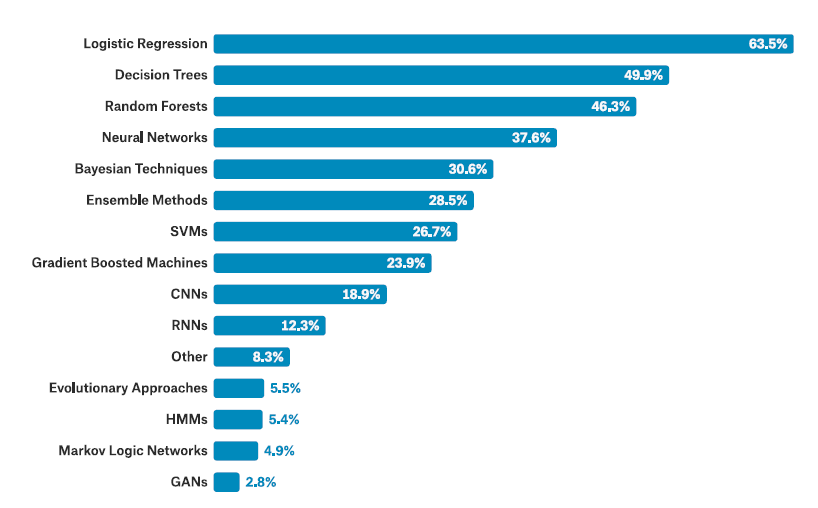 Logistic Regression 63.5%
Decision Trees 49.9%
Random Forests 46.3%
Neural Networks 37.6%
Bayesian Techniques 30.6%
Ensemble Methods 28.5%
SVMs 26.7%
Gradient Boosted Machines 23.9%
CNNs 18.9%
RNNs 12.3%
Other 8.3%
Evolutionary Approaches 5.5%
HMMs 5.4%
Markov Logic Networks 4.9%
GANs 2.8%